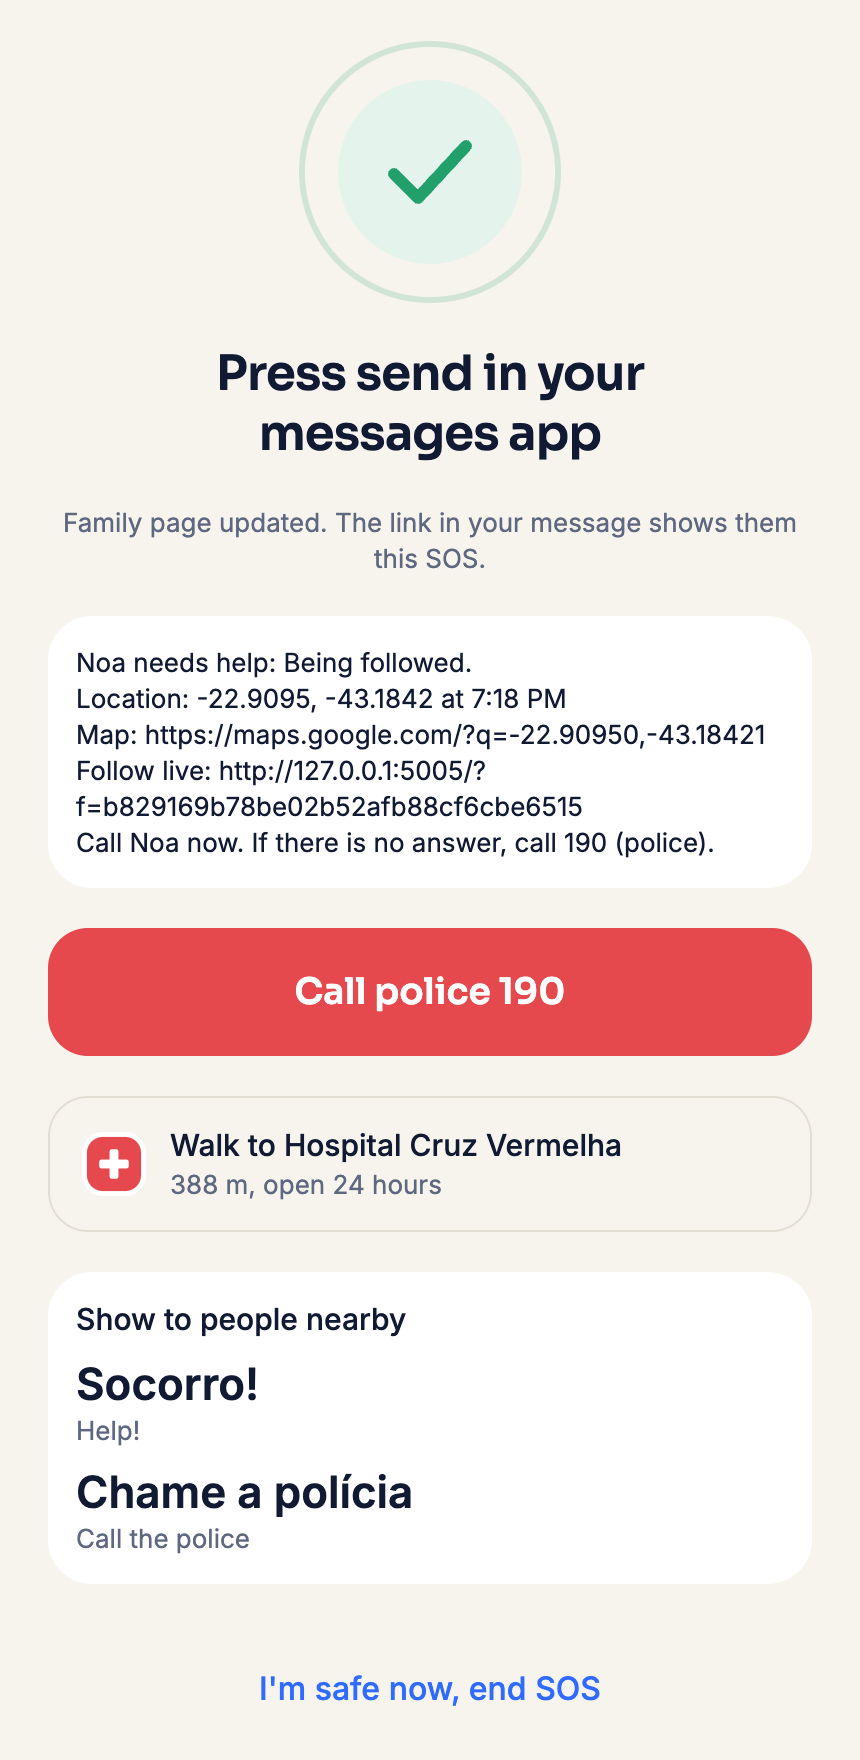 Press send in your
messages app
Family page updated. The link in your message shows them
this SOS.
Noa needs help: Being followed.
Location: -22.9095, -43.1842 at 7:18 PM
Map: https://maps.google.com/?q=-22.90950,-43.18421
Follow live: http://127.0.0.1:5005/?
f=b829169b78be02b52afb88cf6cbe6515
Call Noa now. If there is no answer, call 190 (police).
Call police 190
Walk to Hospital Cruz Vermelha
388 m, open 24 hours
Show to people nearby
Socorro!
Help!
Chame a polícia
Call the police
I'm safe now, end SOS